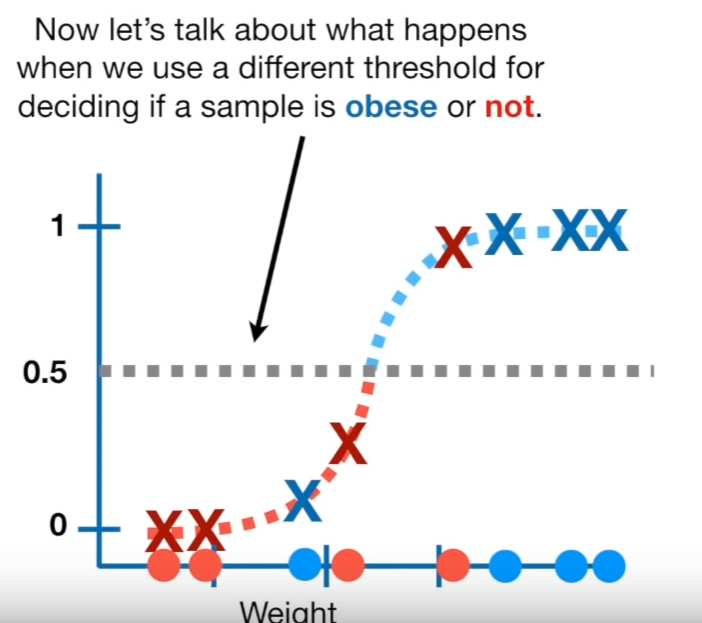 Now let’s talk about what happens
when we use a different threshold for
deciding if a sample is obese or not.
1
0.5
0
X X X X X X X X
Weight